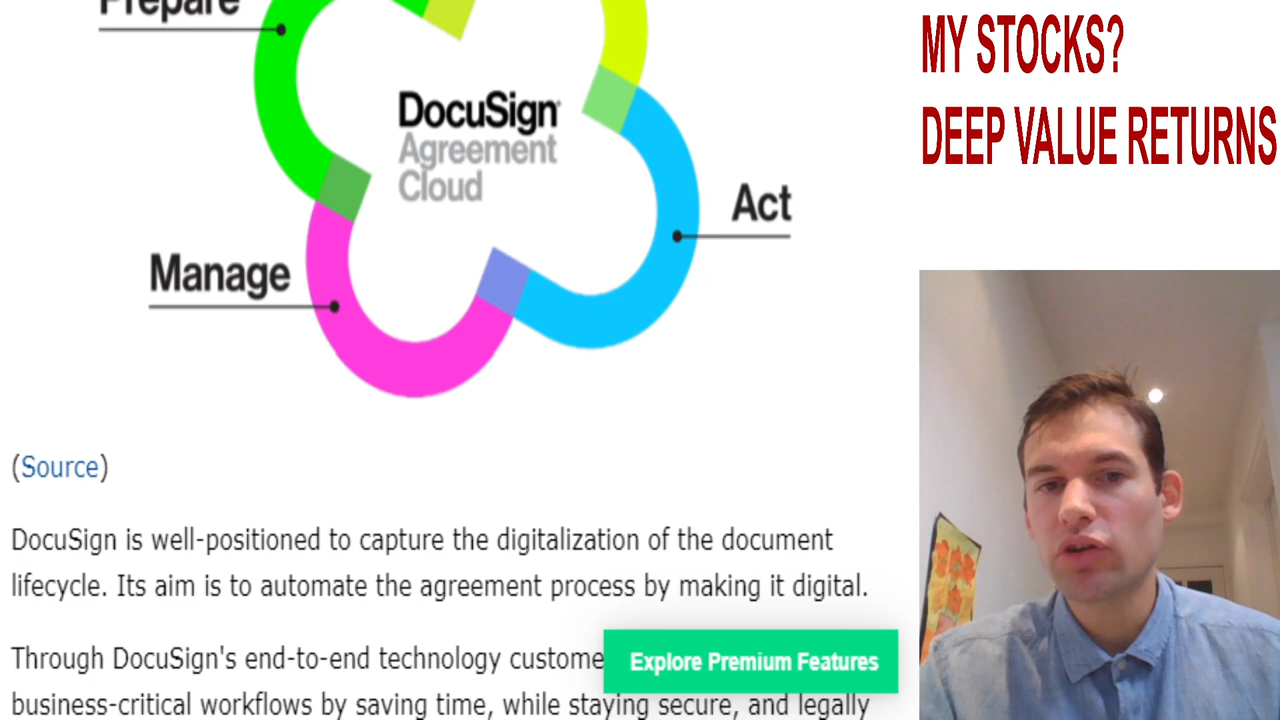 Prepare
MY STOCKS?
DEEP VALUE RETURNS
DocuSign
Agreement
Cloud
Act
Manage
(Source)
DocuSign is well-positioned to capture the digitalization of the document
lifecycle. Its aim is to automate the agreement process by making it digital.
Through DocuSign's end-to-end technology custome
Explore Premium Features
business-critical workflows by saving time, while staying secure, and legally